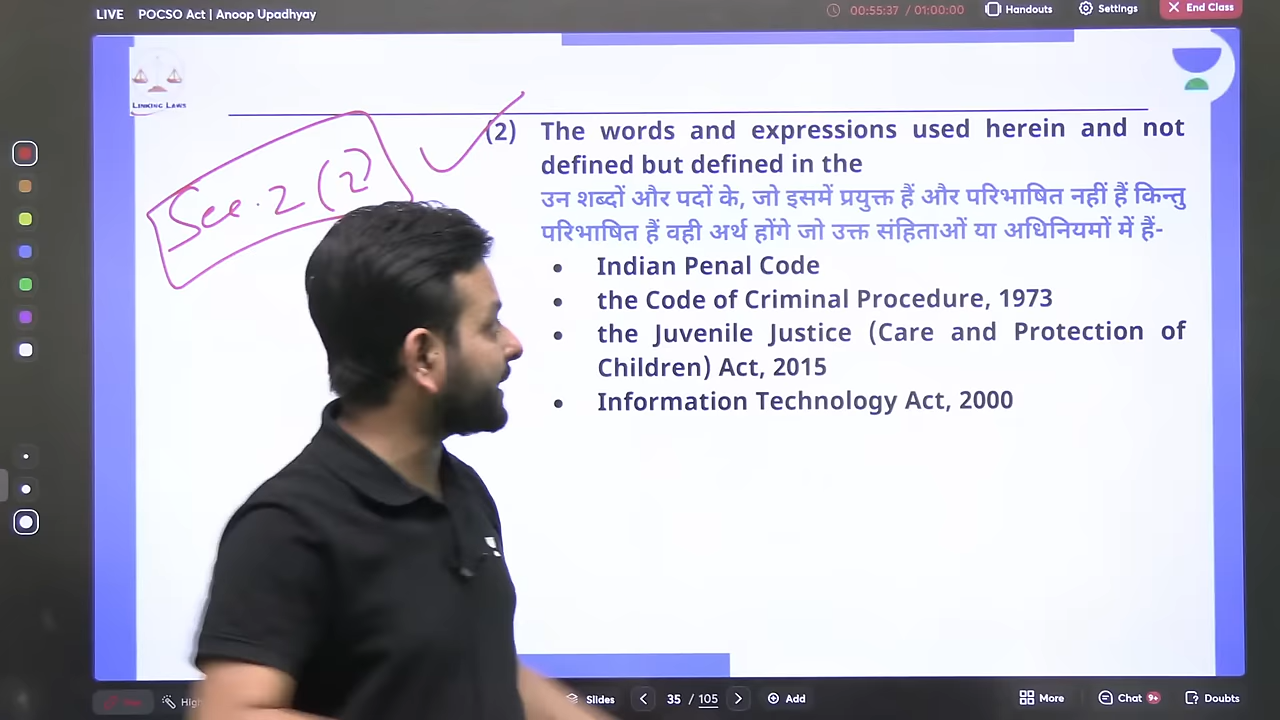 LIVE POCSO Act | Anoop Upadhyay
00:55:37 / 01:00:00 Handouts Settings End Class
LINKING LAWS
Sec. 2 (2)
(2) The words and expressions used herein and not
defined but defined in the
उन शब्दों और पदों के, जो इसमें प्रयुक्त हैं और परिभाषित नहीं हैं किन्तु
परिभाषित हैं वही अर्थ होंगे जो उक्त संहिताओं या अधिनियमों में हैं-
• Indian Penal Code
• the Code of Criminal Procedure, 1973
• the Juvenile Justice (Care and Protection of
Children) Act, 2015
• Information Technology Act, 2000
Slides 35 / 105 Add More Chat 9+ Doubts